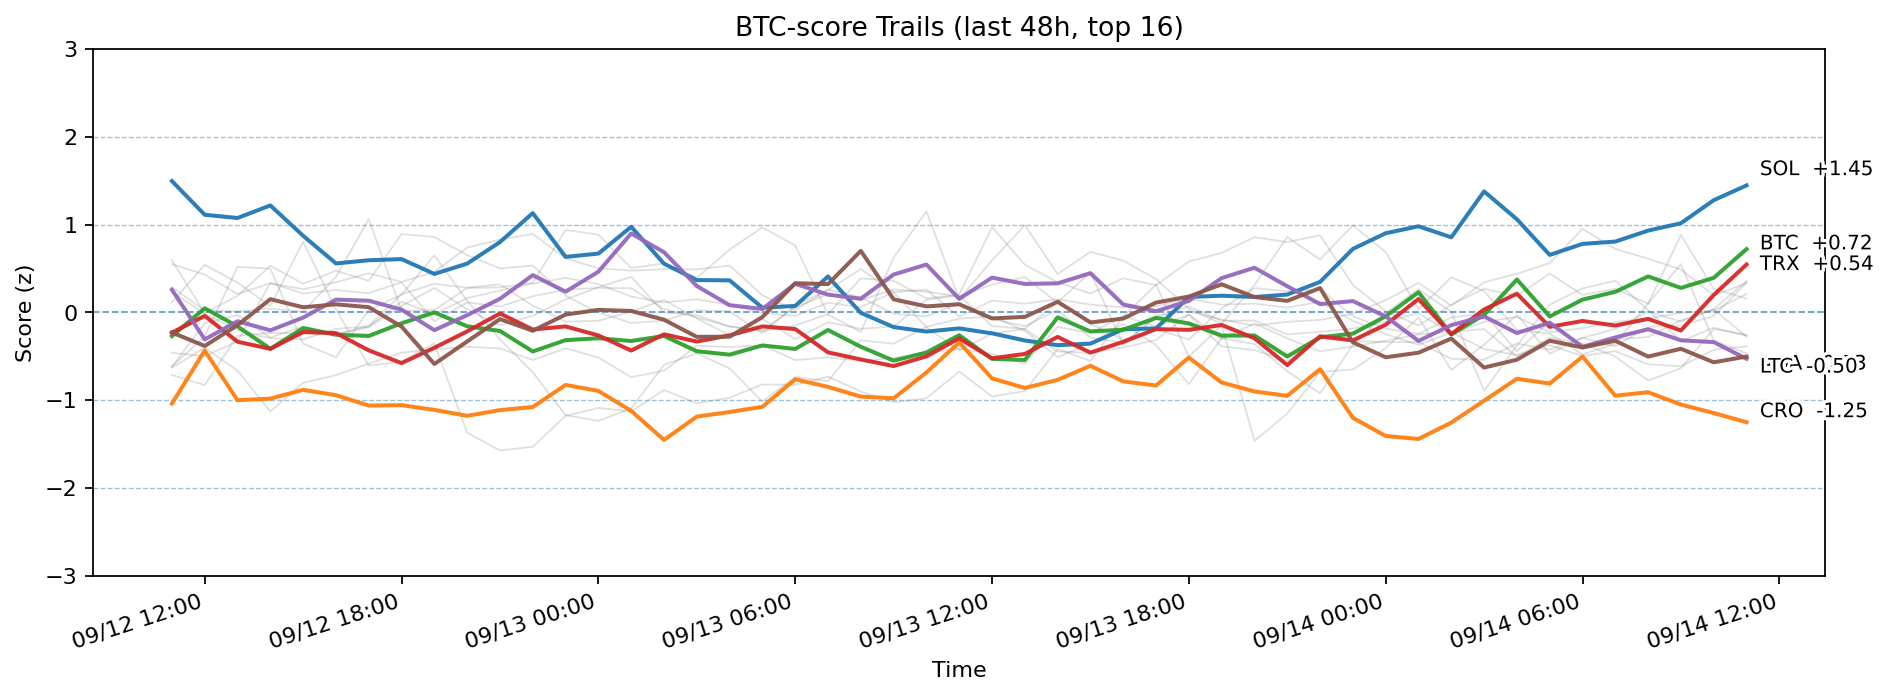 BTC-score Trails (last 48h, top 16)
Score (z)
3
2
1
0
−1
−2
−3
SOL +1.45
BTC +0.72
TRX +0.54
LTC -0.50
CRO -1.25
09/12 12:00
09/12 18:00
09/13 00:00
09/13 06:00
09/13 12:00
09/13 18:00
09/14 00:00
09/14 06:00
09/14 12:00
Time